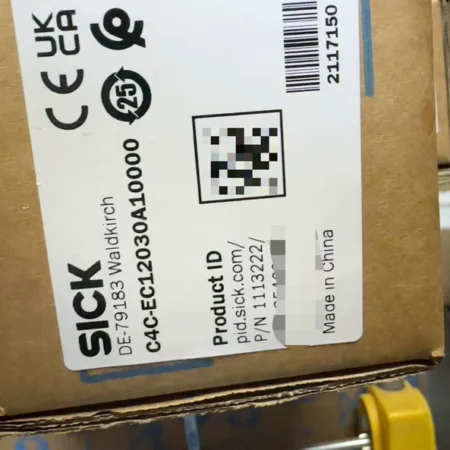 UK
CA
CE
25
SICK
DE-79183 Waldkirch
C4C-EC12030A10000
Product ID
pid.sick.com/
P/N 1113222/
Made in China
2117150